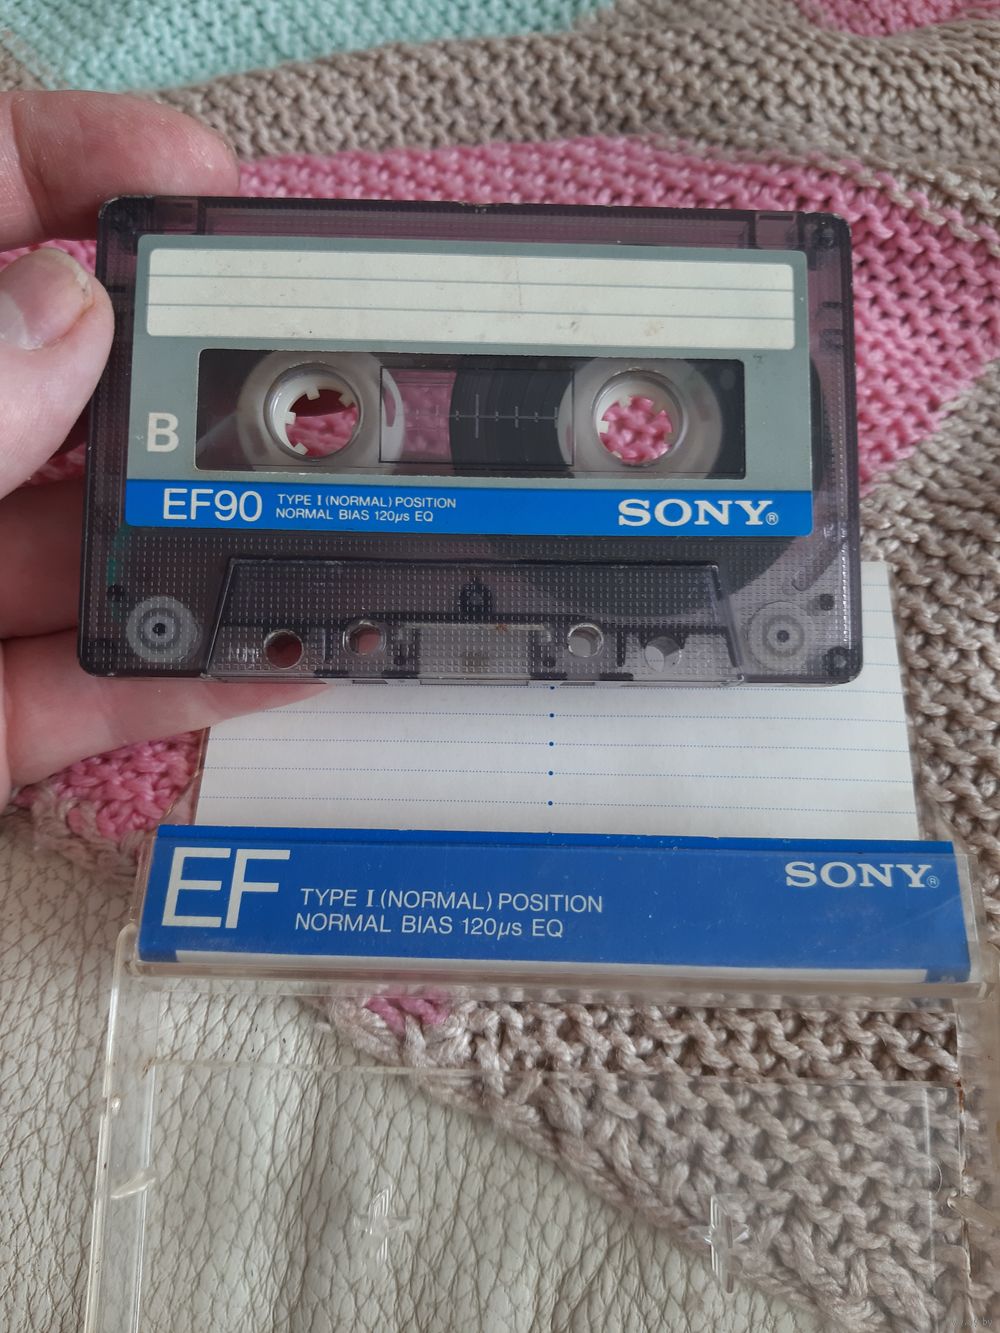 B
EF90
TYPE I (NORMAL) POSITION
NORMAL BIAS 120µs EQ
SONY®
EF
TYPE I (NORMAL) POSITION
NORMAL BIAS 120µs EQ
SONY®